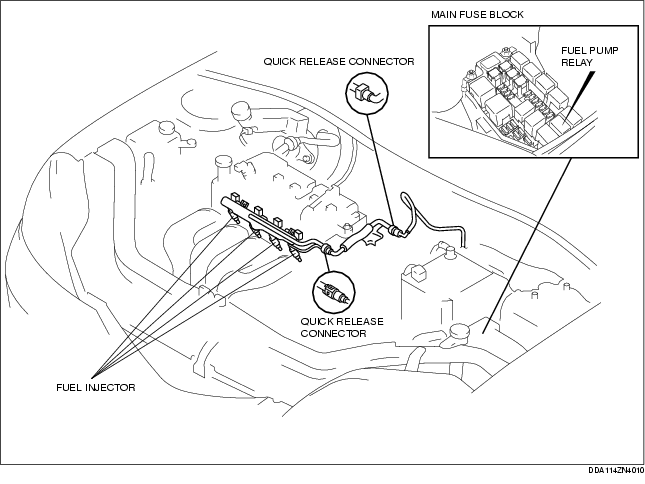 MAIN FUSE BLOCK
FUEL PUMP
RELAY
QUICK RELEASE CONNECTOR
QUICK RELEASE
CONNECTOR
FUEL INJECTOR
DDA114ZN4010